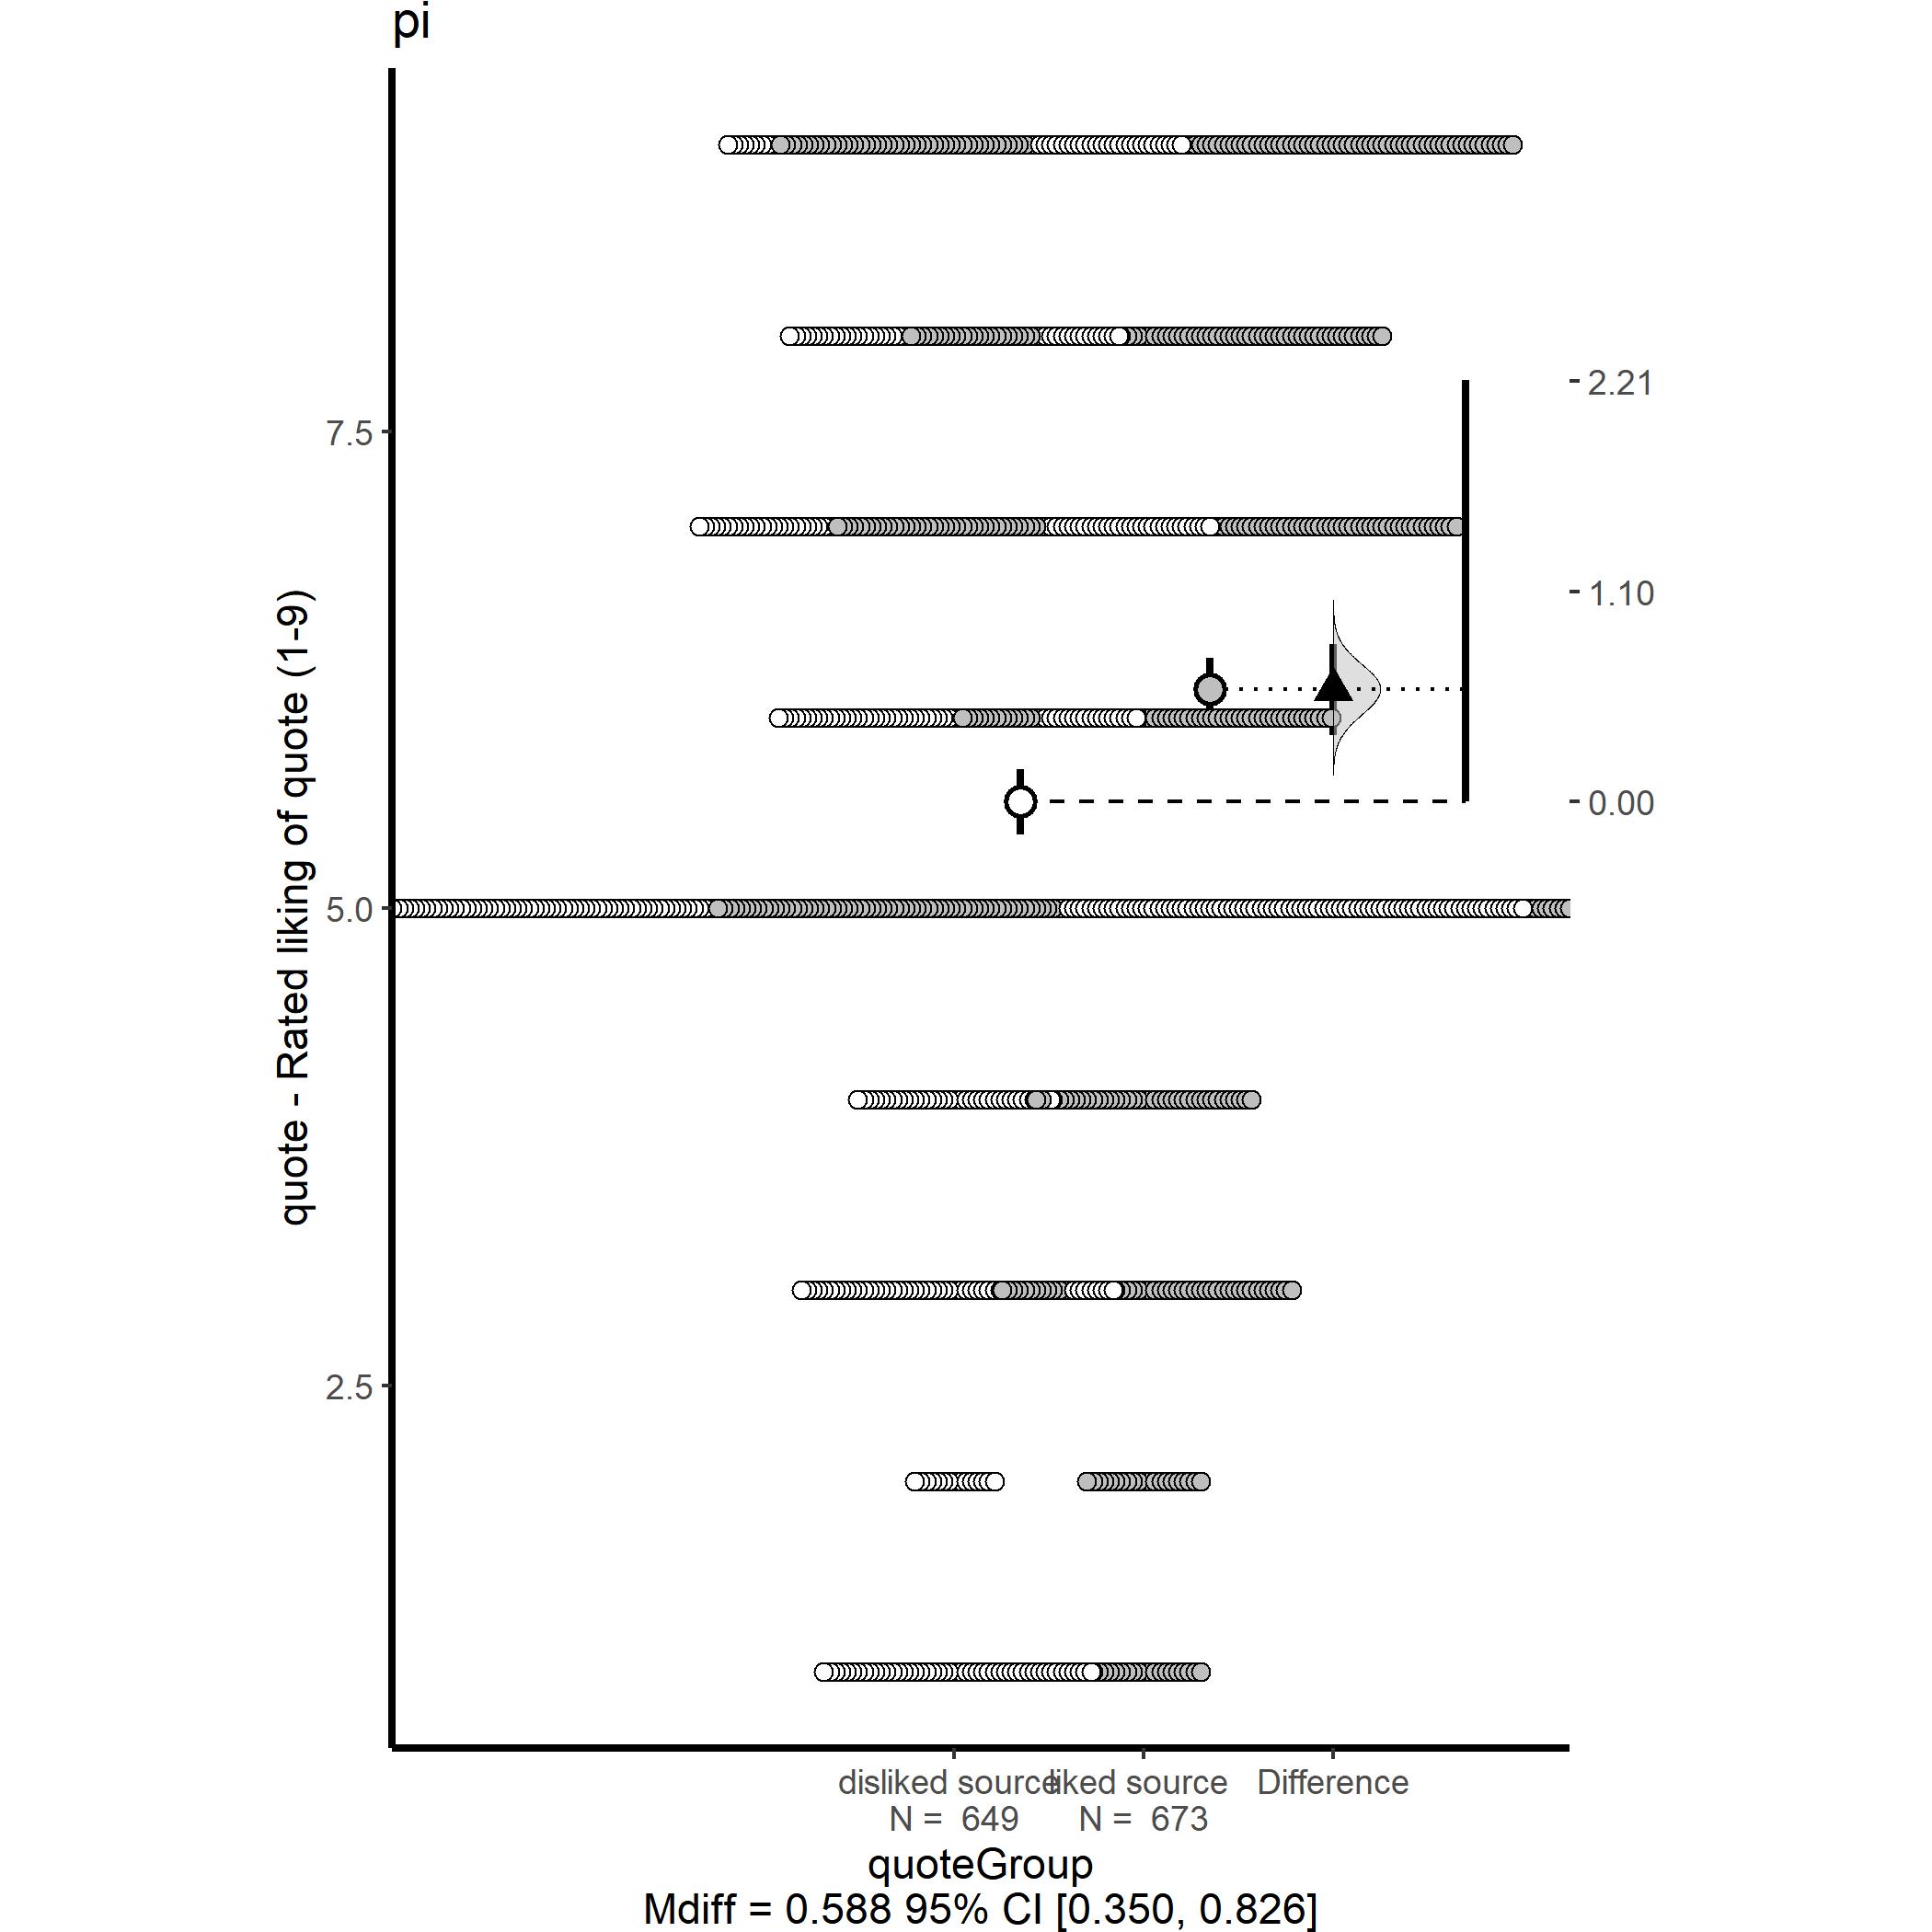 pi
quote - Rated liking of quote (1-9)
7.5
5.0
2.5
2.21
1.10
0.00
disliked source
liked source
Difference
N = 649
N = 673
quoteGroup
Mdiff = 0.588 95% CI [0.350, 0.826]